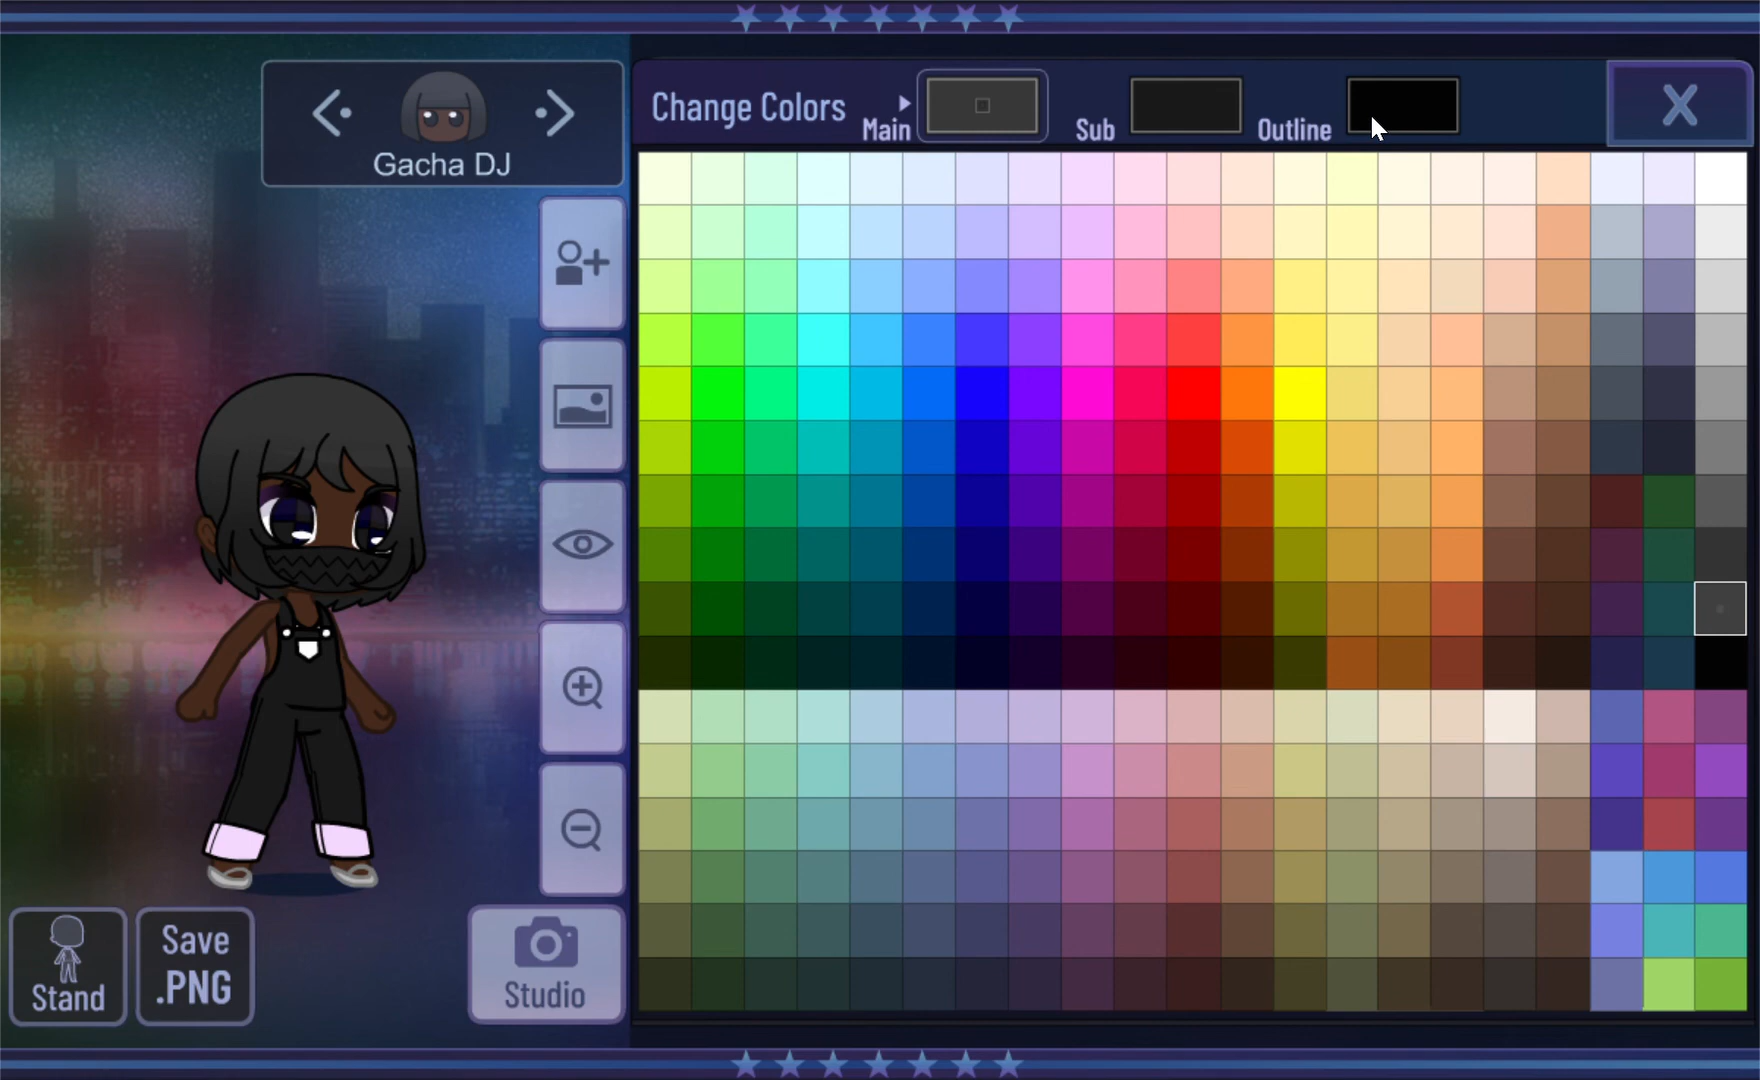 Gacha DJ
Change Colors
Main
Sub
Outline
X
Stand
Save
.PNG
Studio